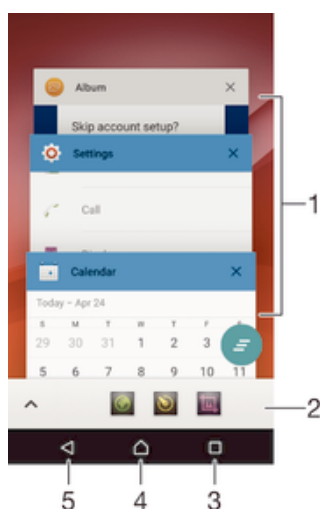 Album
Skip account setup?
Settings
Call
Calendar
Today – Apr 24
S M T W T F S
29 30 31 1 2 3
5 6 7 8 9 10 11
1
2
5 4 3